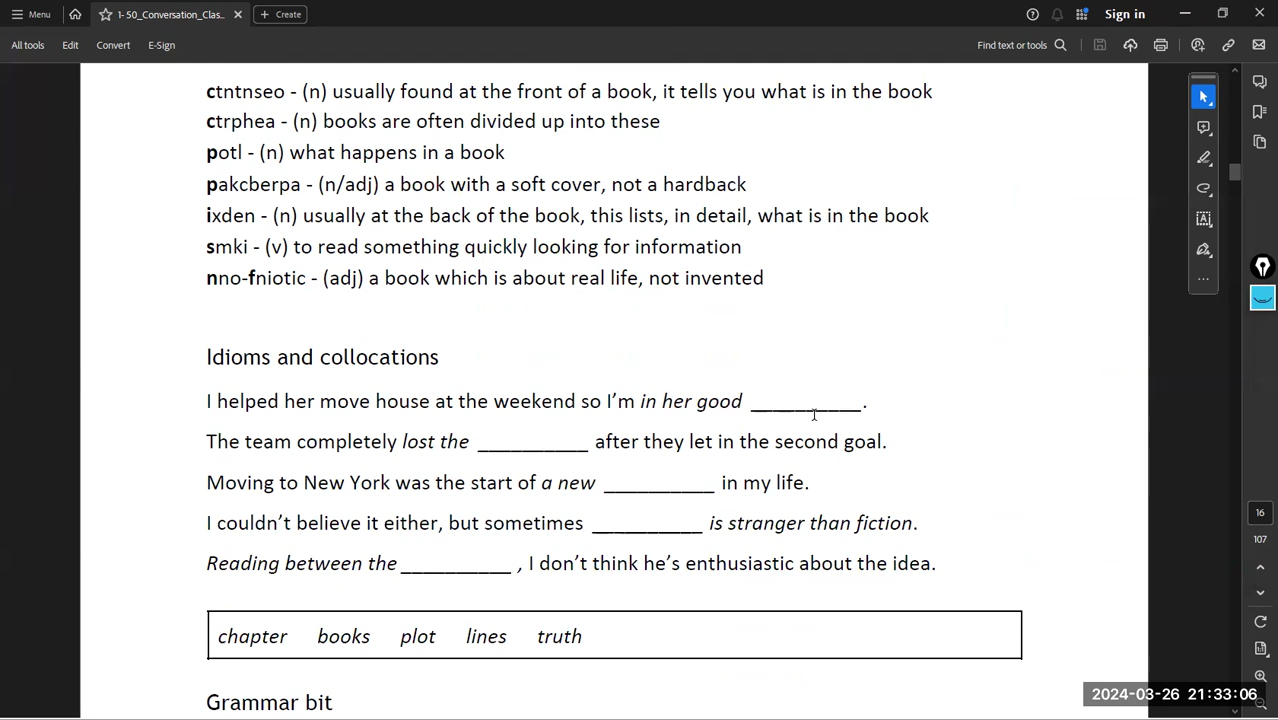 Menu
1- 50_Conversation_Clas...
Create
Sign in
All tools
Edit
Convert
E-Sign
Find text or tools
ctntnseo - (n) usually found at the front of a book, it tells you what is in the book
ctrphea - (n) books are often divided up into these
potl - (n) what happens in a book
pakcberpa - (n/adj) a book with a soft cover, not a hardback
ixden - (n) usually at the back of the book, this lists, in detail, what is in the book
smki - (v) to read something quickly looking for information
nno-fniotic - (adj) a book which is about real life, not invented
Idioms and collocations
I helped her move house at the weekend so I’m in her good __________.
The team completely lost the __________ after they let in the second goal.
Moving to New York was the start of a new __________ in my life.
I couldn’t believe it either, but sometimes __________ is stranger than fiction.
Reading between the __________ , I don’t think he’s enthusiastic about the idea.
chapter books plot lines truth
Grammar bit
16
107
2024-03-26 21:33:06